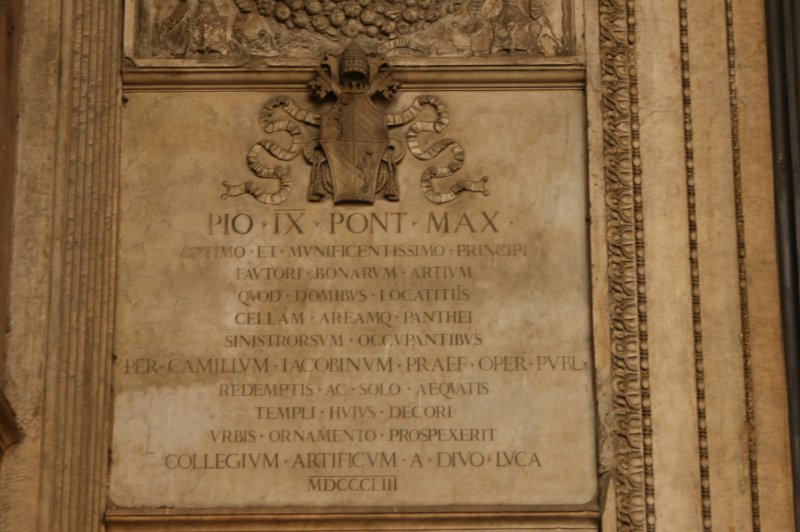 PIO · IX · PONT · MAX ·
OPTIMO · ET · MVNIFICENTISSIMO · PRINCIPI
FAVTORI · BONARVM · ARTIVM
QVOD · DOMIBVS · LOCATITIIS
CELLAM · AREAMQ · PANTHEI
SINISTRORSVM · OCCVPANTIBVS
PER · CAMILLVM · IACOBINVM · PRAEF · OPER · PVBL ·
REDEMPTIS · AC · SOLO · AEQVATIS
TEMPLI · HVIVS · DECORI
VRBIS · ORNAMENTO · PROSPEXERIT
COLLEGIVM · ARTIFICVM · A · DIVO · LVCA
MDCCCLIII